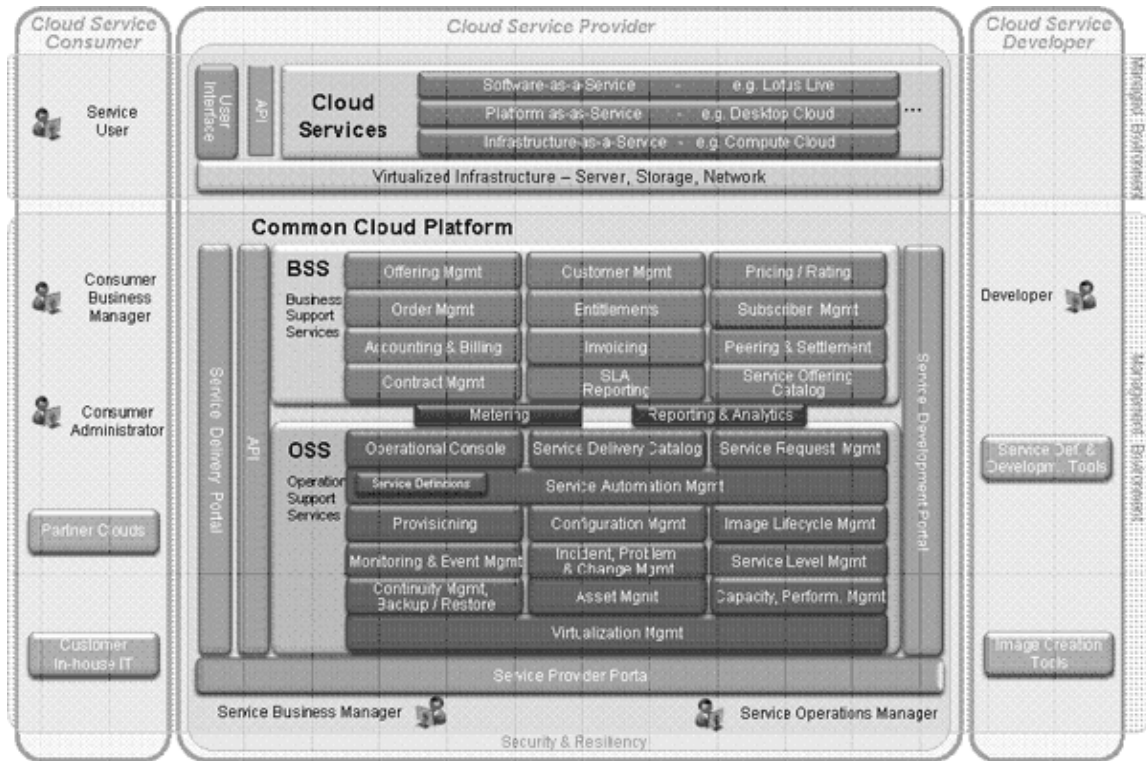 Cloud Service
Consumer
Cloud Service Provider
Cloud Service
Developer
Service
User
User
Interface
API
Cloud
Services
Software-as-a-Service - e.g. Lotus Live
Platform as-as-Service - e.g. Desktop Cloud
Infrastructure-as-a-Service - e.g. Compute Cloud
...
Virtualized Infrastructure – Server, Storage, Network
Common Cloud Platform
Consumer
Business
Manager
Consumer
Administrator
Partner Clouds
Customer
In-house IT
Service Delivery Portal
API
BSS
Business
Support
Services
Offering Mgmt
Customer Mgmt
Pricing / Rating
Order Mgmt
Entitlements
Subscriber Mgmt
Accounting & Billing
Invoicing
Peering & Settlement
Contract Mgmt
SLA
Reporting
Service Offering
Catalog
Metering
Reporting & Analytics
OSS
Operation
Support
Services
Operational Console
Service Delivery Catalog
Service Request Mgmt
Service Definitions
Service Automation Mgmt
Provisioning
Configuration Mgmt
Image Lifecycle Mgmt
Monitoring & Event Mgmt
Incident, Problem
& Change Mgmt
Service Level Mgmt
Continuity Mgmt,
Backup / Restore
Asset Mgmt
Capacity, Perform. Mgmt
Virtualization Mgmt
Service Development Portal
Developer
Service Def. &
Developm. Tools
Image Creation
Tools
Service Provider Porta
Service Business Manager
Service Operations Manager
Security & Resiliency